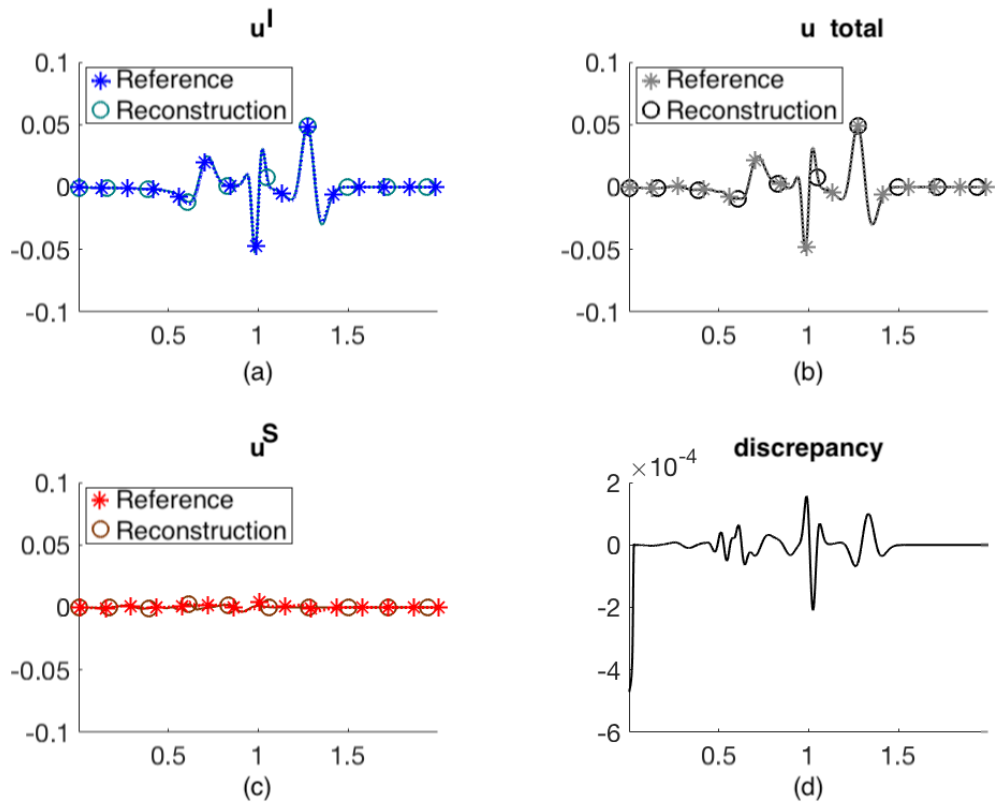 u^I
0.1
0.05
0
-0.05
-0.1
0.5
1
1.5
Reference
Reconstruction
(a)
u total
0.1
0.05
0
-0.05
-0.1
0.5
1
1.5
Reference
Reconstruction
(b)
u^S
0.1
0.05
0
-0.05
-0.1
0.5
1
1.5
Reference
Reconstruction
(c)
discrepancy
×10^-4
2
0
-2
-4
-6
0.5
1
1.5
(d)